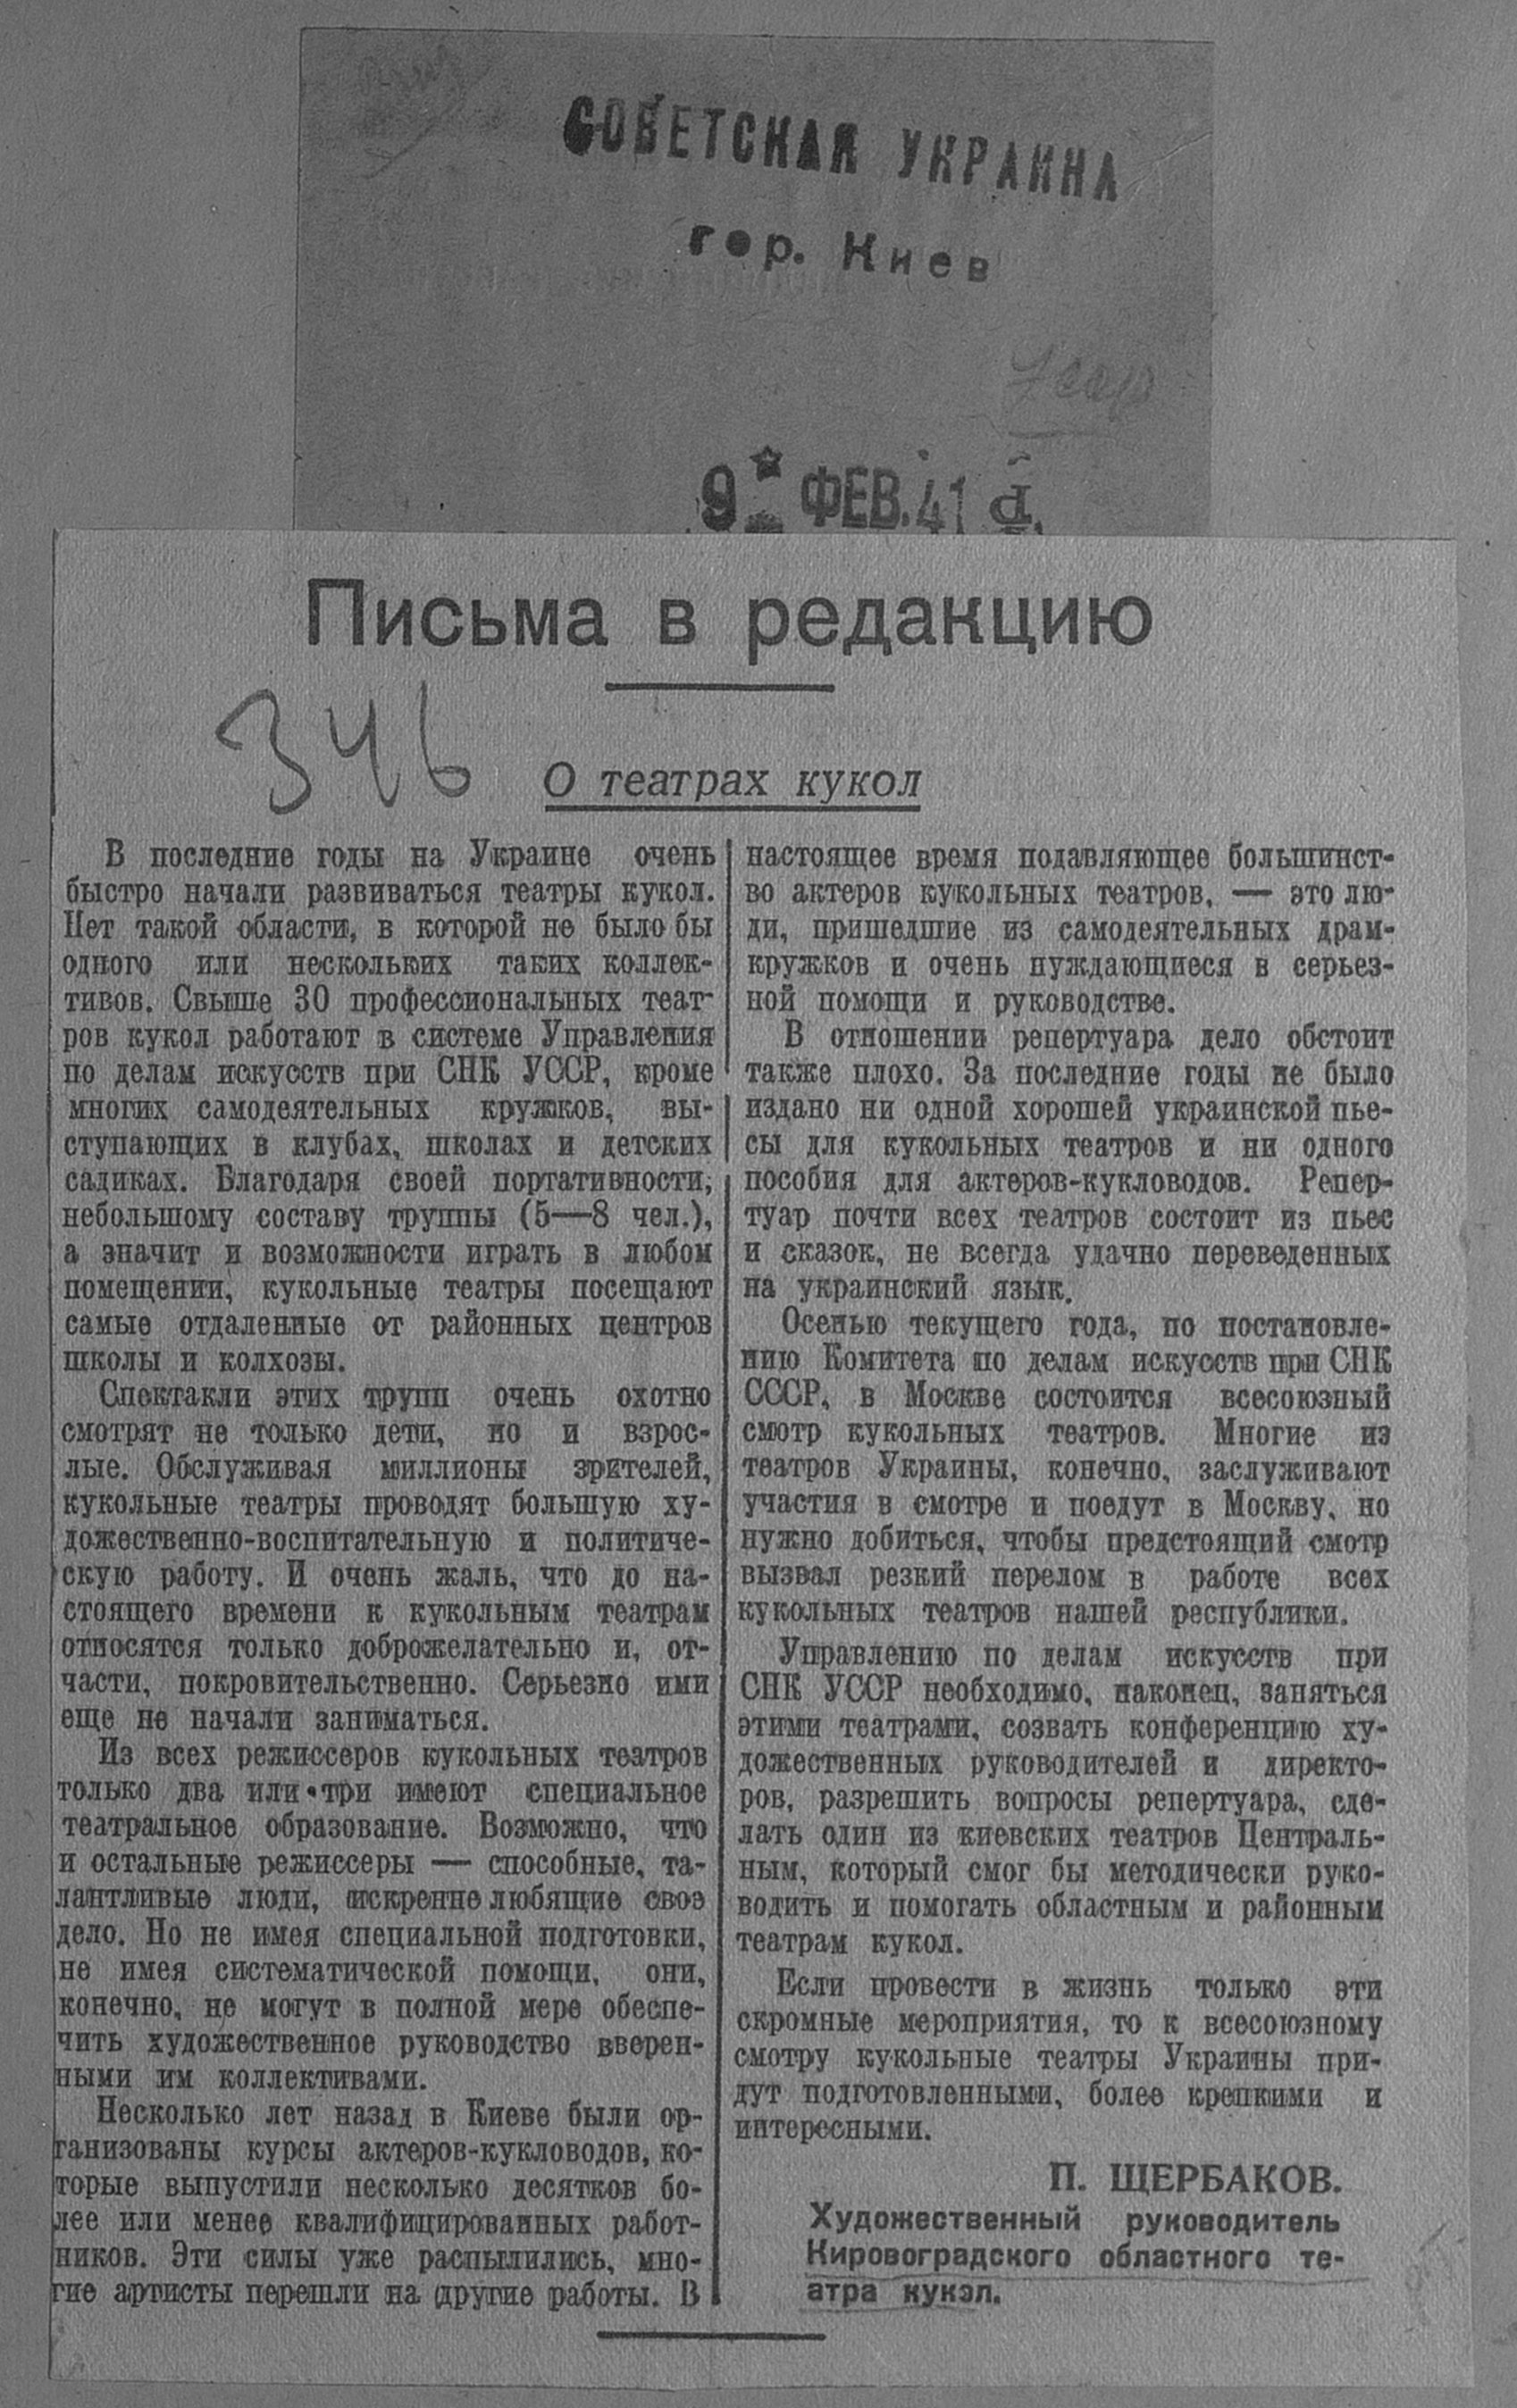 СОВЕТСКАЯ УКРАИНА
гор. Киев
9 ФЕВ. 41
Письма в редакцию
346
О театрах кукол
В последние годы на Украине очень
быстро начали развиваться театры кукол.
Нет такой области, в которой не было бы
одного или нескольких таких коллек-
тивов. Свыше 30 профессиональных теат-
ров кукол работают в системе Управления
по делам искусств при СНК УССР, кроме
многих самодеятельных кружков, вы-
ступающих в клубах, школах и детских
садиках. Благодаря своей портативности,
небольшому составу труппы (5—8 чел.),
а значит и возможности играть в любом
помещении, кукольные театры посещают
самые отдаленные от районных центров
школы и колхозы.
Спектакли этих трупп очень охотно
смотрят не только дети, но и взрос-
лые. Обслуживая миллионы зрителей,
кукольные театры проводят большую ху-
дожественно-воспитательную и политиче-
скую работу. И очень жаль, что до на-
стоящего времени к кукольным театрам
относятся только доброжелательно и, от-
части, покровительственно. Серьезно ими
еще не начали заниматься.
Из всех режиссеров кукольных театров
только два или три имеют специальное
театральное образование. Возможно, что
и остальные режиссеры — способные, та-
лантливые люди, искренне любящие свое
дело. Но не имея специальной подготовки,
не имея систематической помощи, они,
конечно, не могут в полной мере обеспе-
чить художественное руководство вверен-
ными им коллективами.
Несколько лет назад в Киеве были ор-
ганизованы курсы актеров-кукловодов, ко-
торые выпустили несколько десятков бо-
лее или менее квалифицированных работ-
ников. Эти силы уже распылились, мно-
гие артисты перешли на другие работы. В
настоящее время подавляющее большинст-
во актеров кукольных театров, — это лю-
ди, пришедшие из самодеятельных драм-
кружков и очень нуждающиеся в серьез-
ной помощи и руководстве.
В отношении репертуара дело обстоит
также плохо. За последние годы не было
издано ни одной хорошей украинской пье-
сы для кукольных театров и ни одного
пособия для актеров-кукловодов. Репер-
туар почти всех театров состоит из пьес
и сказок, не всегда удачно переведенных
на украинский язык.
Осенью текущего года, по постановле-
нию Комитета по делам искусств при СНК
СССР, в Москве состоится всесоюзный
смотр кукольных театров. Многие из
театров Украины, конечно, заслуживают
участия в смотре и поедут в Москву, но
нужно добиться, чтобы предстоящий смотр
вызвал резкий перелом в работе всех
кукольных театров нашей республики.
Управлению по делам искусств при
СНК УССР необходимо, наконец, заняться
этими театрами, созвать конференцию ху-
дожественных руководителей и директо-
ров, разрешить вопросы репертуара, сде-
лать один из киевских театров Централь-
ным, который смог бы методически руко-
водить и помогать областным и районным
театрам кукол.
Если провести в жизнь только эти
скромные мероприятия, то к всесоюзному
смотру кукольные театры Украины при-
дут подготовленными, более крепкими и
интересными.
П. ЩЕРБАКОВ.
Художественный руководитель
Кировоградского областного те-
атра кукэл.